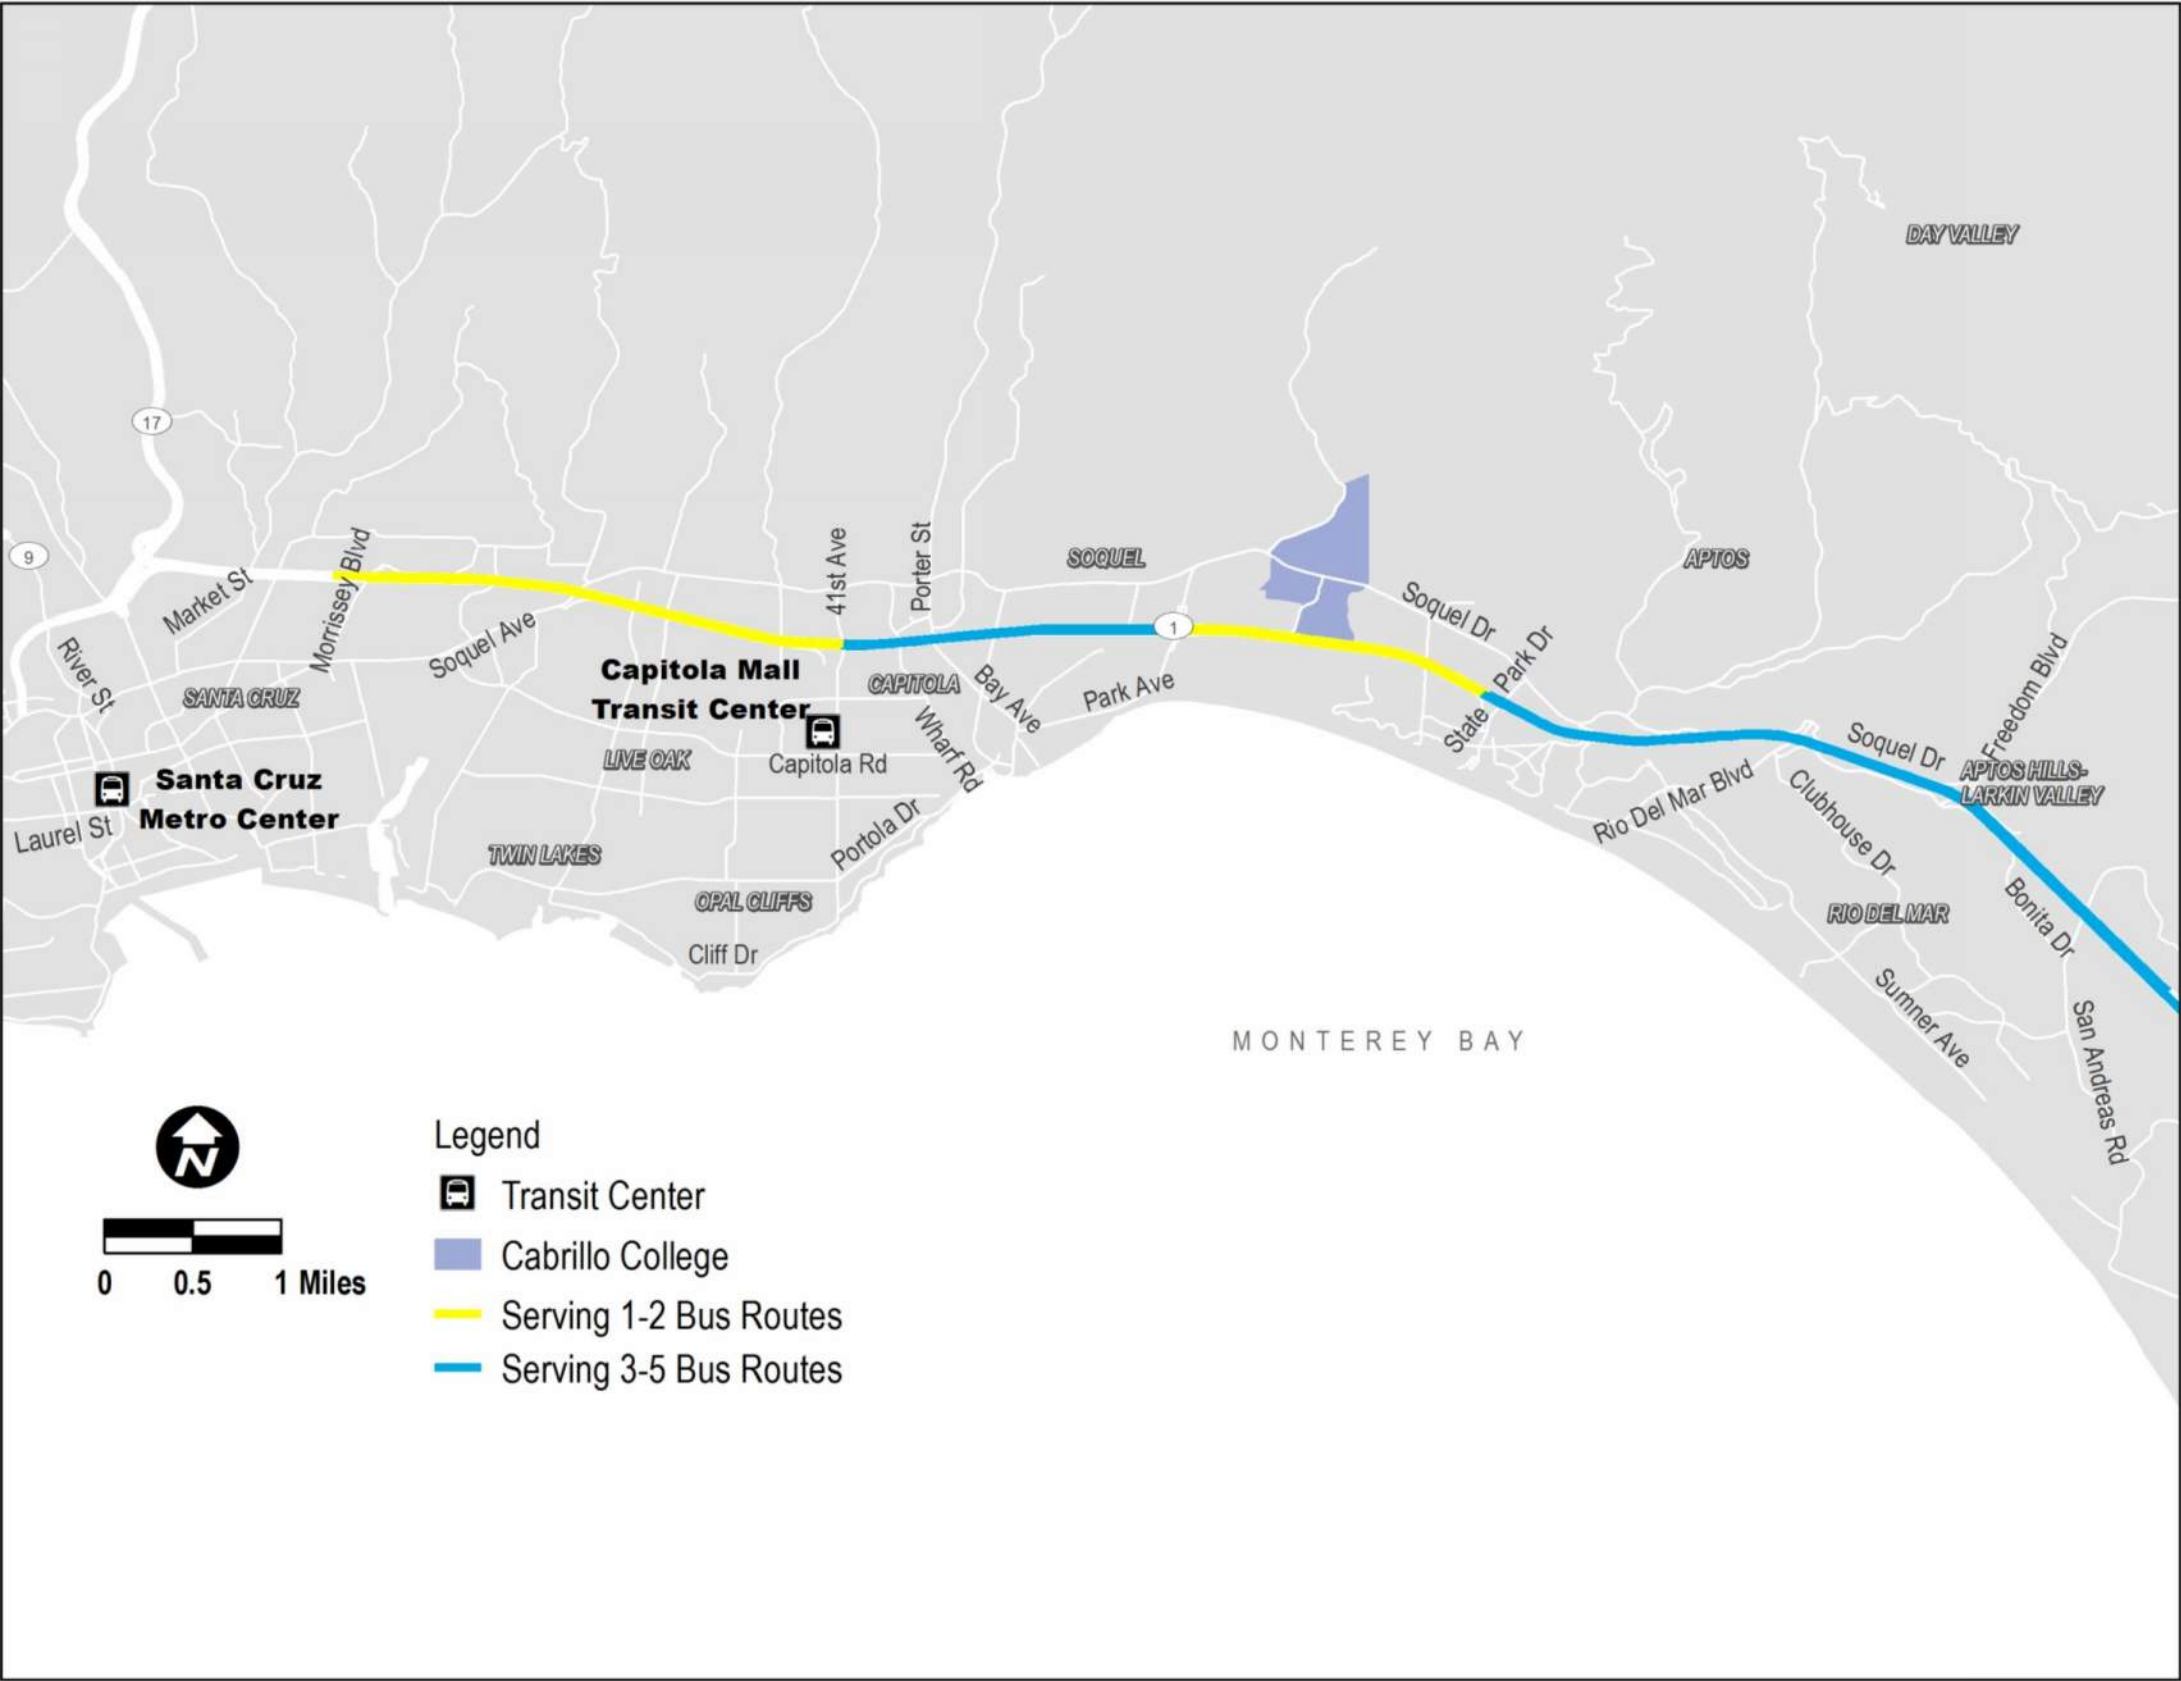 DAY VALLEY
17
9
Market St
Morrissey Blvd
41st Ave
Porter St
SOQUEL
APTOS
Soquel Dr
1
Soquel Ave
River St
SANTA CRUZ
Capitola Mall
Transit Center
CAPITOLA
Bay Ave
Park Ave
State Park Dr
Freedom Blvd
LIVE OAK
Capitola Rd
Wharf Rd
Soquel Dr
APTOS HILLS-
LARKIN VALLEY
Santa Cruz
Metro Center
Laurel St
Rio Del Mar Blvd
Clubhouse Dr
TWIN LAKES
Portola Dr
OPAL CLIFFS
Cliff Dr
RIO DEL MAR
Bonita Dr
Sumner Ave
MONTEREY BAY
San Andreas Rd
N
0 0.5 1 Miles
Legend
Transit Center
Cabrillo College
Serving 1-2 Bus Routes
Serving 3-5 Bus Routes